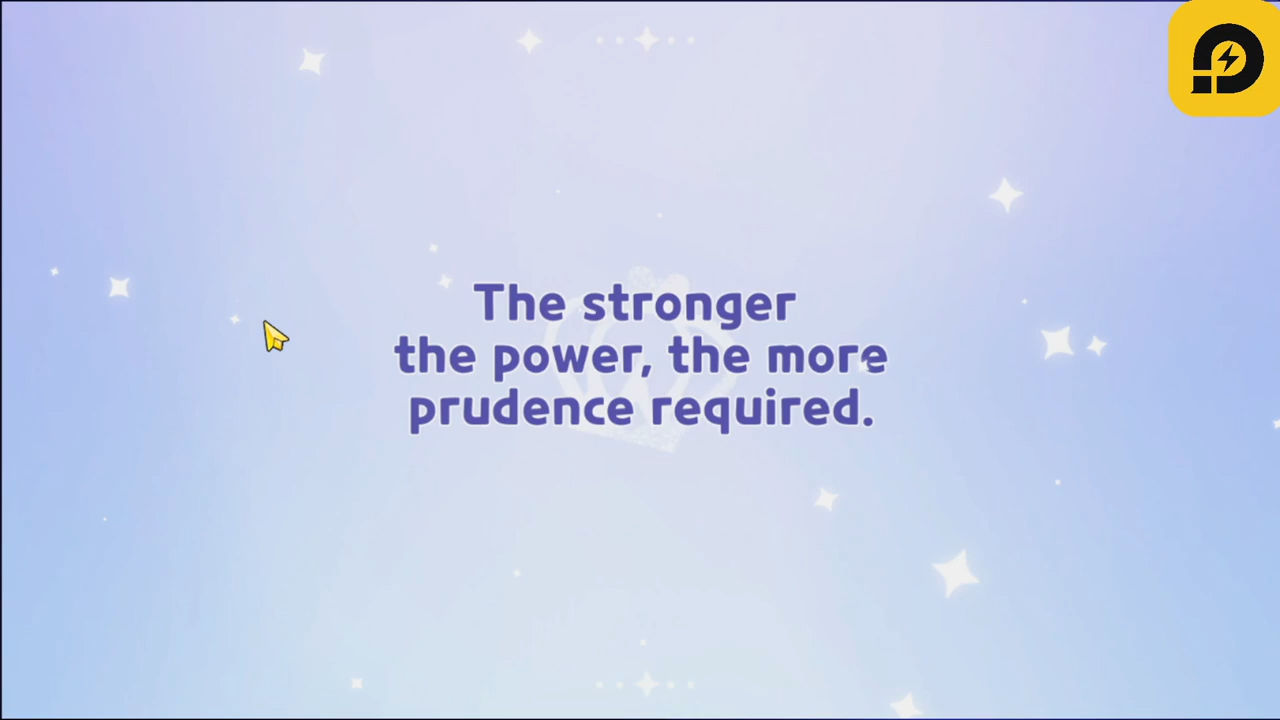 The stronger
the power, the more
prudence required.